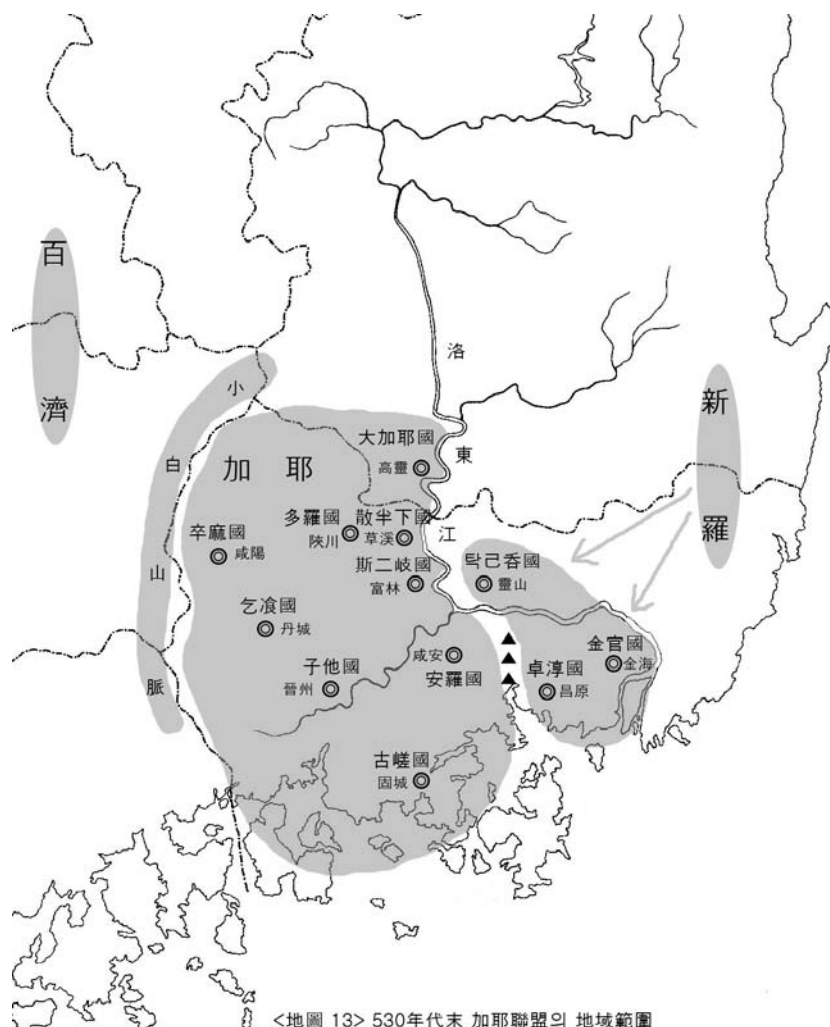 百濟
小白山脈
加耶
洛東江
新羅
大加耶國
高靈
多羅國
陜川
散半下國
草溪
卒麻國
咸陽
斯二岐國
富林
탁己呑國
靈山
乞飡國
丹城
子他國
晉州
咸安
安羅國
金官國
金海
卓淳國
昌原
古嵯國
固城
<地圖 13> 530年代末 加耶聯盟의 地域範圍